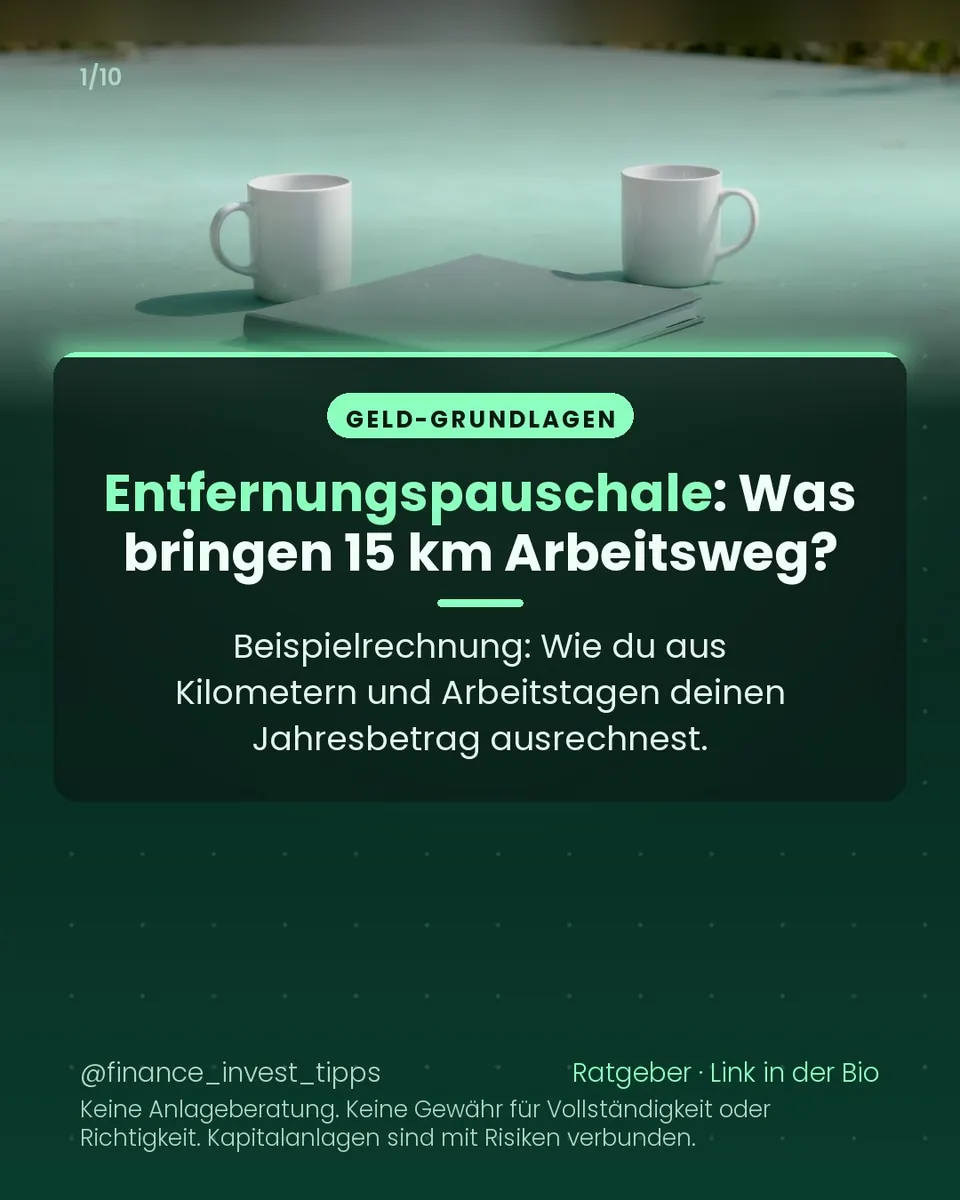 1/10
GELD-GRUNDLAGEN
Entfernungspauschale: Was
bringen 15 km Arbeitsweg?
Beispielrechnung: Wie du aus
Kilometern und Arbeitstagen deinen
Jahresbetrag ausrechnest.
@finance_invest_tipps
Ratgeber · Link in der Bio
Keine Anlageberatung. Keine Gewähr für Vollständigkeit oder
Richtigkeit. Kapitalanlagen sind mit Risiken verbunden.